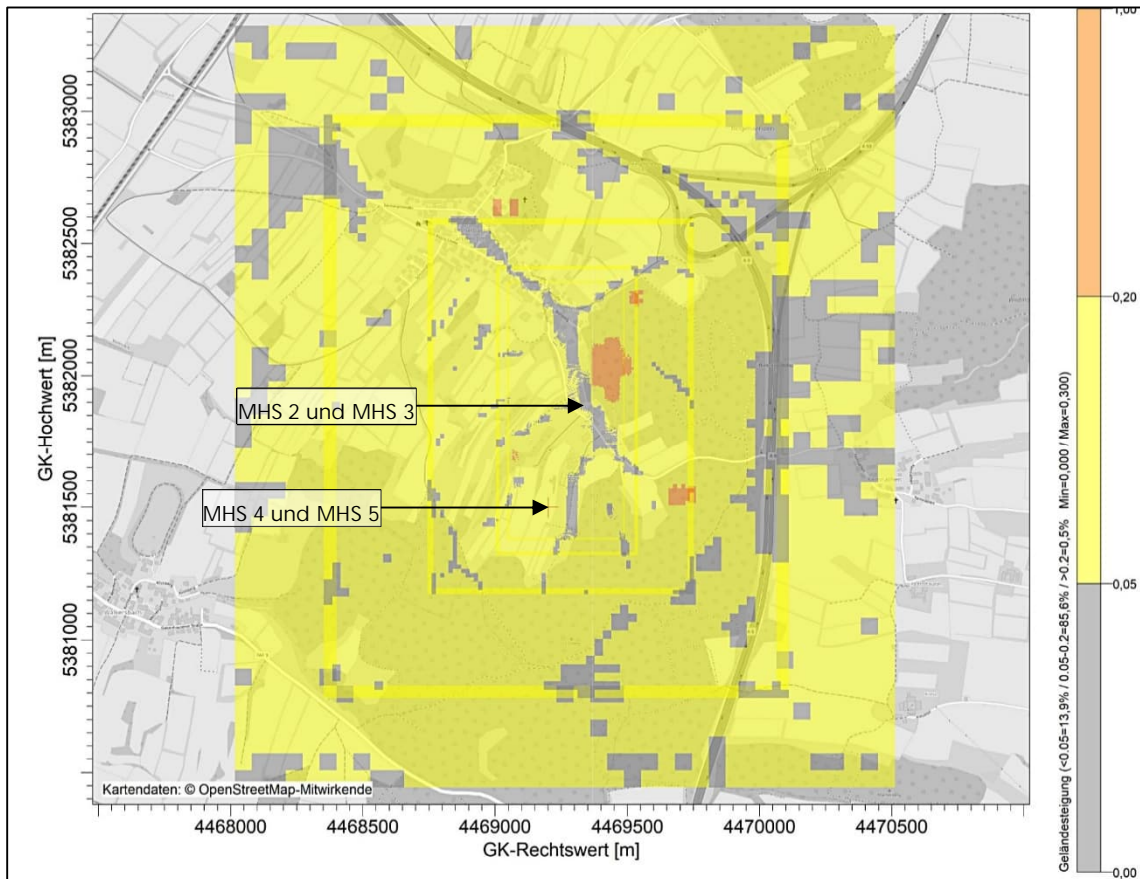 GK-Hochwert [m]
5383000
5382500
5382000
5381500
5381000
MHS 2 und MHS 3
MHS 4 und MHS 5
Kartendaten: © OpenStreetMap-Mitwirkende
4468000
4468500
4469000
4469500
4470000
4470500
GK-Rechtswert [m]
Geländesteigung (<0.05=13,9% / 0.05-0.2=85,6% / >0.2=0,5% Min=0,000 / Max=0,300)
1,00
0,20
0,05
0,00